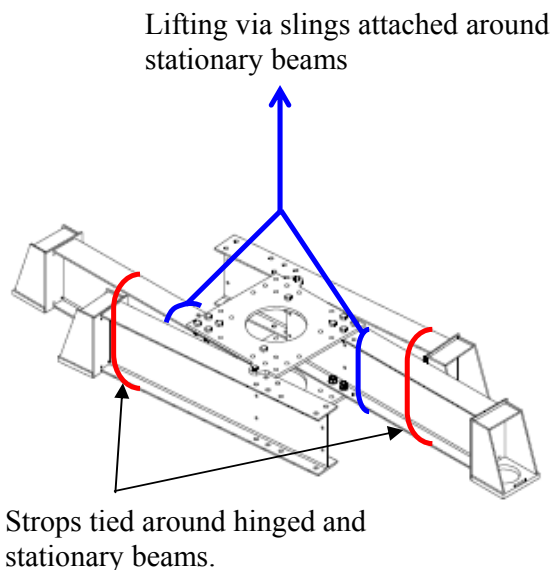 Lifting via slings attached around
stationary beams
Strops tied around hinged and
stationary beams.